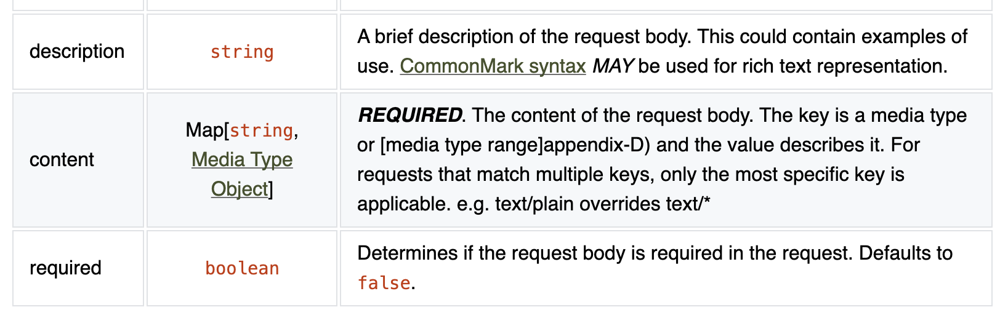 description
string
A brief description of the request body. This could contain examples of
use. CommonMark syntax MAY be used for rich text representation.
content
Map[string,
Media Type
Object]
REQUIRED. The content of the request body. The key is a media type
or [media type range]appendix-D) and the value describes it. For
requests that match multiple keys, only the most specific key is
applicable. e.g. text/plain overrides text/*
required
boolean
Determines if the request body is required in the request. Defaults to
false.